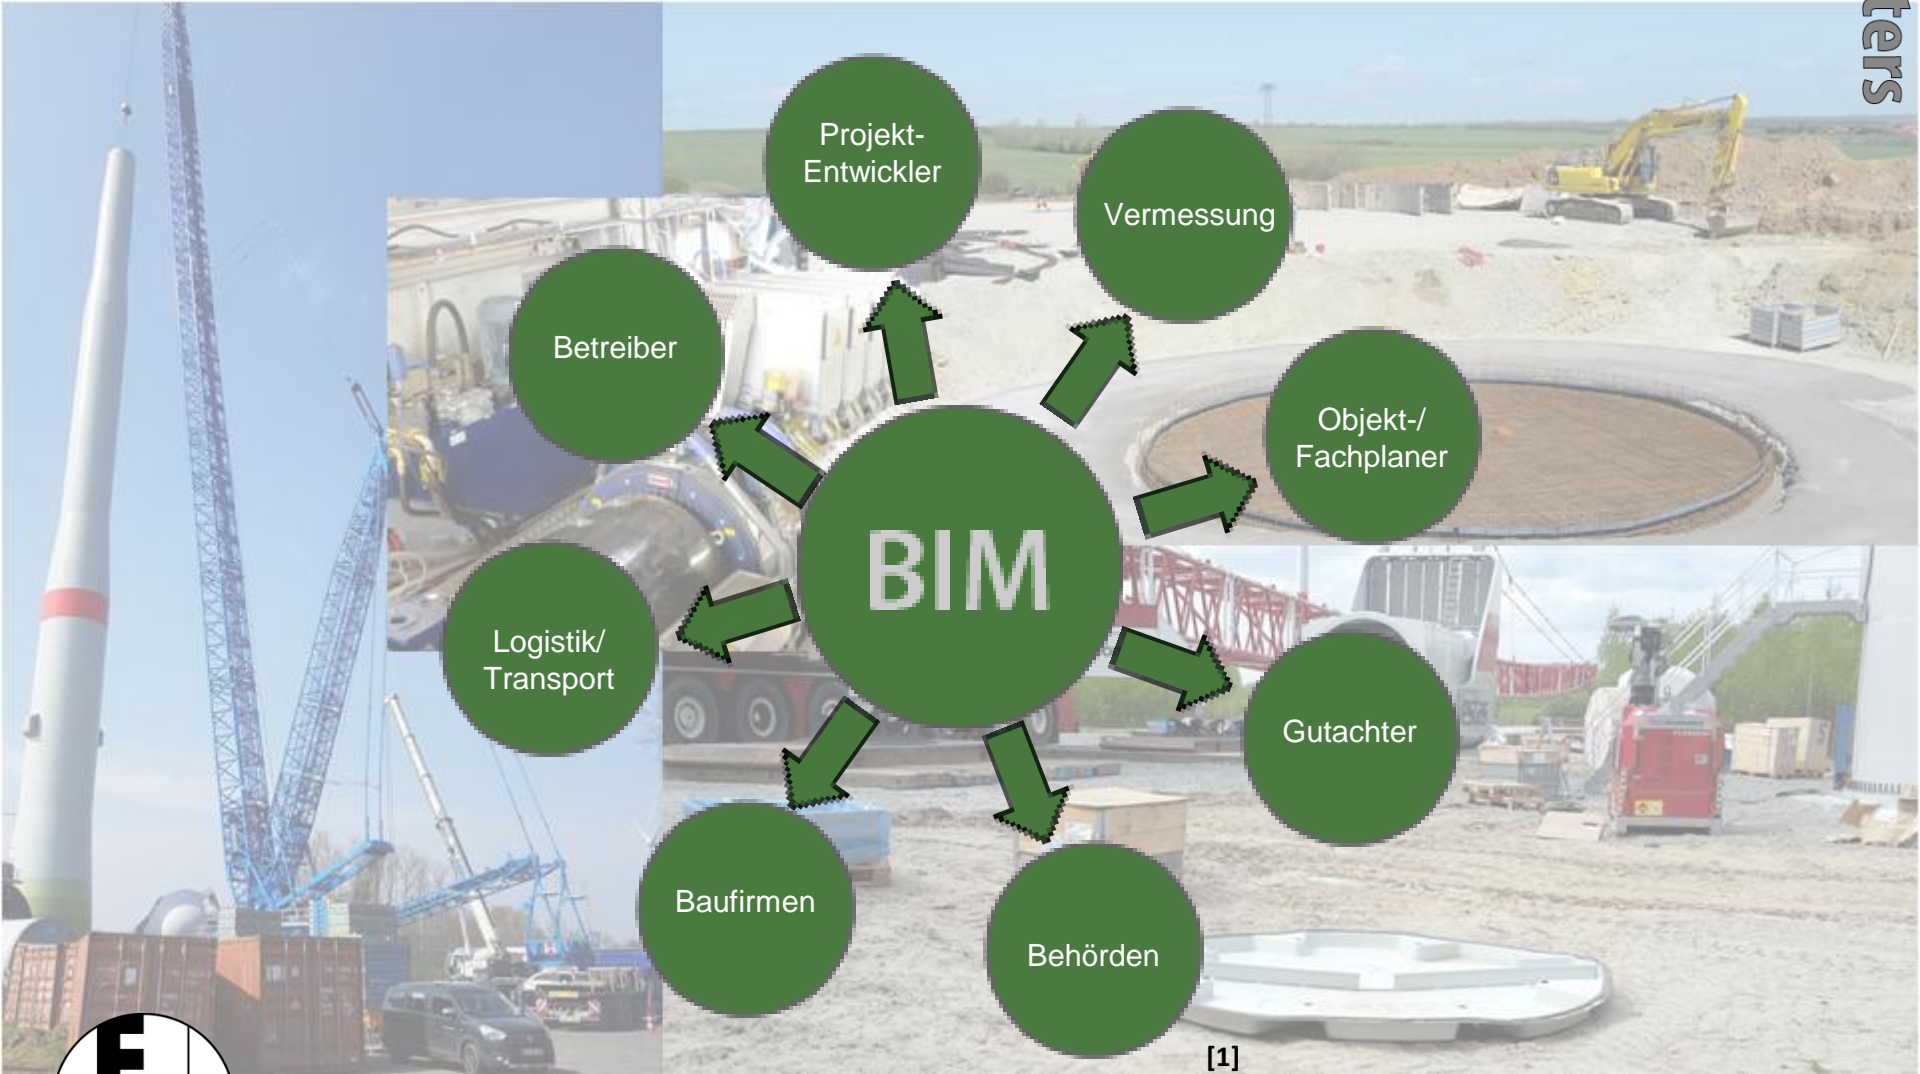 ters
Projekt-
Entwickler
Vermessung
Betreiber
Objekt-/
Fachplaner
BIM
Logistik/
Transport
Gutachter
Baufirmen
Behörden
[1]
E